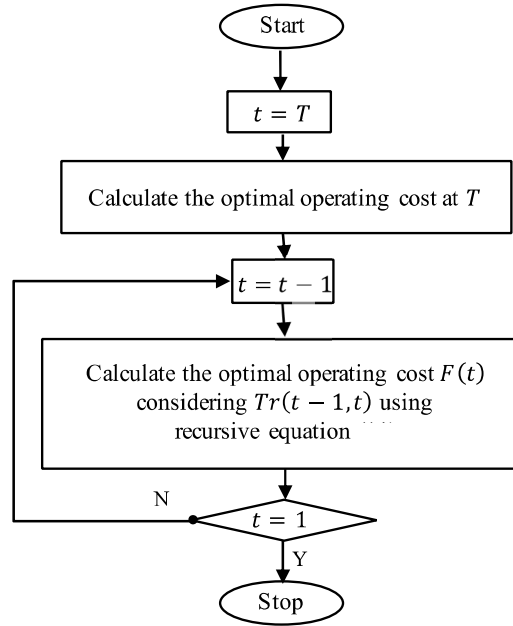 Start
t = T
Calculate the optimal operating cost at T
t = t − 1
Calculate the optimal operating cost F(t)
considering Tr(t − 1, t) using
recursive equation
N
t = 1
Y
Stop